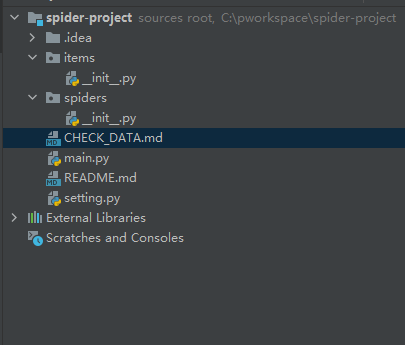 spider-project sources root, C:\pworkspace\spider-project
.idea
items
__init__.py
spiders
__init__.py
CHECK_DATA.md
main.py
README.md
setting.py
External Libraries
Scratches and Consoles